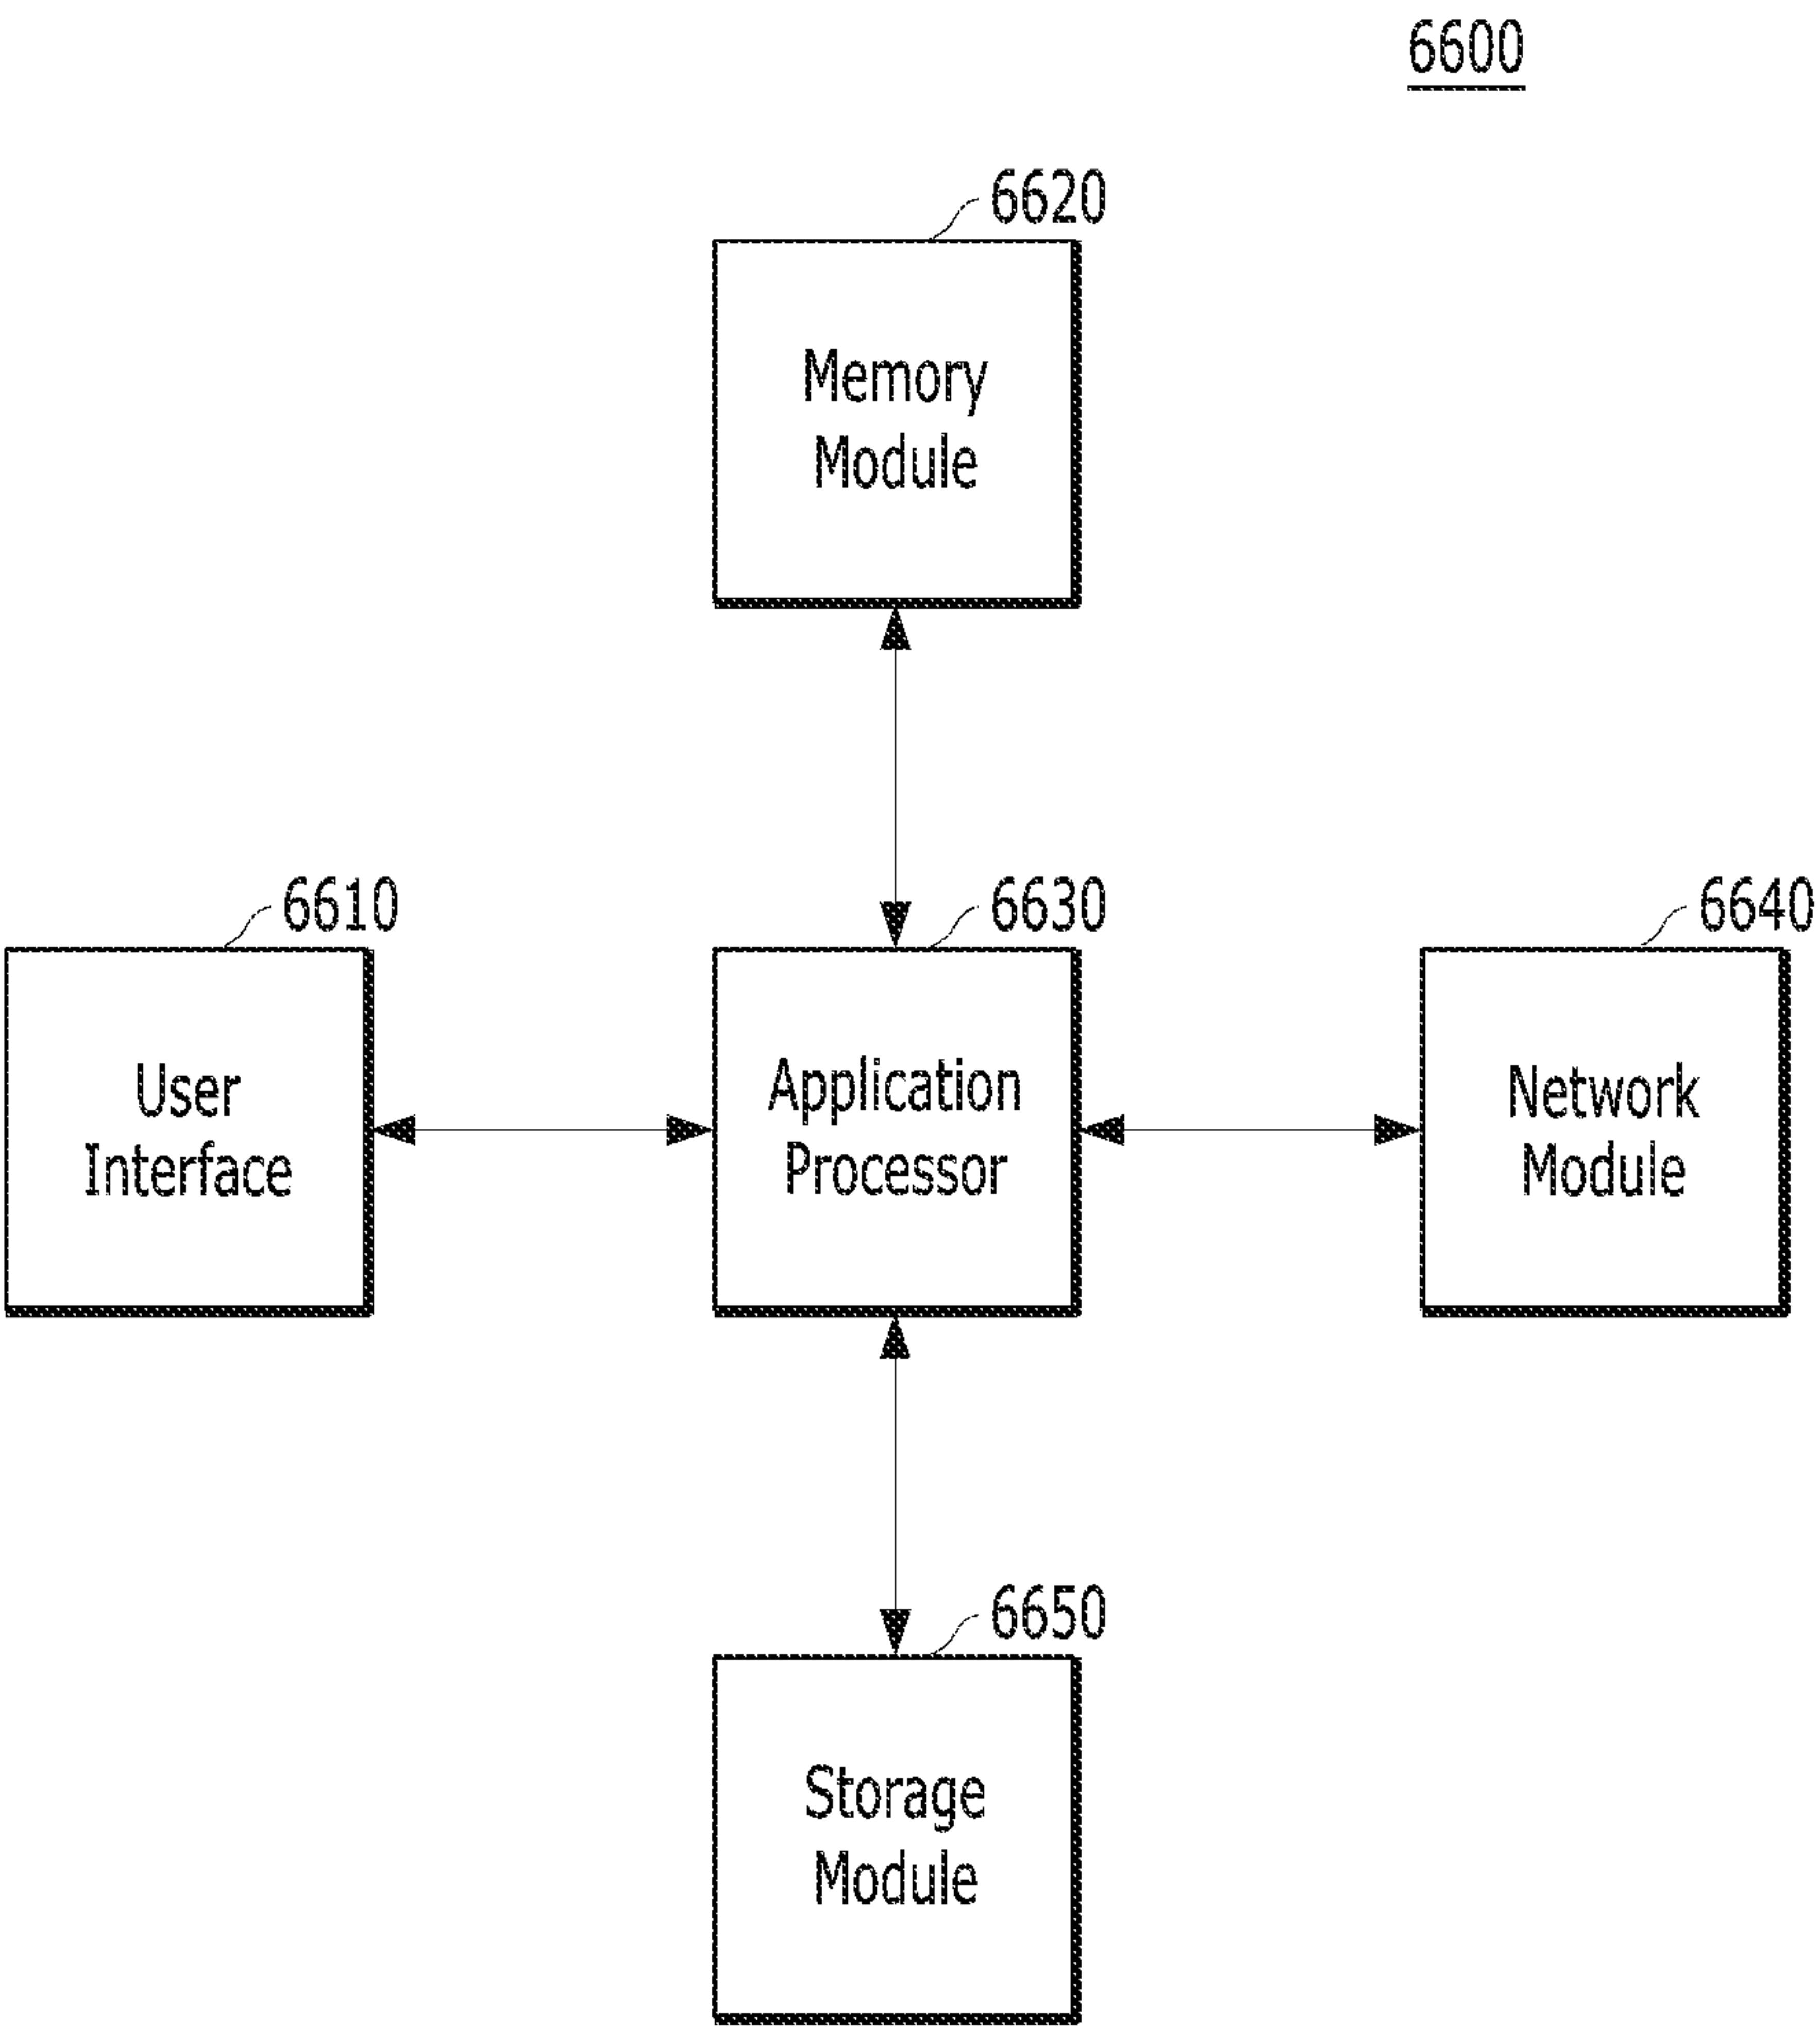 6600
6620
Memory
Module
6610
6630
6640
User
Interface
Application
Processor
Network
Module
6650
Storage
Module